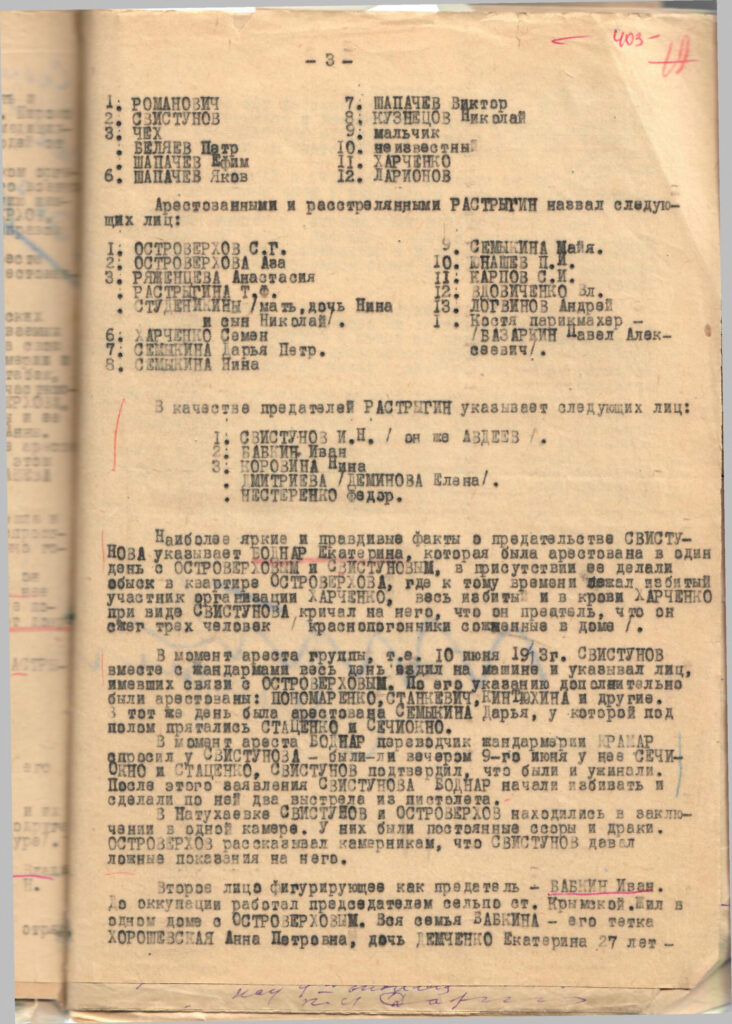 403-
- 3 -
1. РОМАНОВИЧ
2. СВИСТУНОВ
3. ЧЕХ
. БЕЛЯЕВ Петр
. ШАПАЧЕВ Ефим
6. ШАПАЧЕВ Яков
7. ШАПАЧЕВ Виктор
8. КУЗНЕЦОВ Николай
9. мальчик
10. неизвестный
11. ХАРЧЕНКО
12. ЛАРИОНОВ
Арестованными и расстрелянными РАСТРЫГИН назвал следую-
щих лиц:
1. ОСТРОВЕРХОВ С.Г.
2. ОСТРОВЕРХОВА Аза
3. РЯЖЕНЦЕВА Анастасия
. РАСТРЫГИНА Т.Ф.
. СТУДЕНИКИНЫ /мать, дочь Нина
и сын Николай/.
6. ХАРЧЕНКО Семен
7. СЕМЫКИНА Дарья Петр.
8. СЕМЫКИНА Нина
9. СЕМЫКИНА Майя.
10. ЮНАШЕВ П.И.
11. КАРПОВ С.И.
12. ВДОВИЧЕНКО Вл.
13. ЛОГВИНОВ Андрей
1 . Костя парикмахер -
/БАЗАРКИН Павел Алек-
сеевич/.
В качестве предателей РАСТРЫГИН указывает следующих лиц:
1. СВИСТУНОВ И.Н. / он же АВДЕЕВ /.
2. БАБКИН Иван
3. КОРОВИНА Нина
. ДМИТРИЕВА /ДЕМИНОВА Елена/.
. НЕСТЕРЕНКО Федор.
Наиболее яркие и правдивые факты о предательстве СВИСТУ-
НОВА указывает БОДНАР Екатерина, которая была арестована в один
день с ОСТРОВЕРХОВЫМ и СВИСТУНОВЫМ, в присутствии ее делали
обыск в квартире ОСТРОВЕРХОВА, где к тому времени лежал избитый
участник организации ХАРЧЕНКО, весь избитый и в крови ХАРЧЕНКО
при виде СВИСТУНОВА кричал на него, что он предтель, что он
сжег трех человек / краснопогонники сожженные в доме /.
В момент ареста группы, т.е. 10 июня 19 3г. СВИСТУНОВ
вместе с жандармами весь день ездил на машине и указывал лиц,
имевших связи с ОСТРОВЕРХОВЫМ. По его указанию дополнительно
были арестованы: ПОНОМАРЕНКО, СТАНКЕВИЧ, КИНТЮХИНА и другие.
В тот же день была арестована СЕМЫКИНА Дарья, у которой под
полом прятались СТАЦЕНКО и СЕЧИОКНО.
В момент ареста БОДНАР переводчик жандармерии КРАМАР
спросил у СВИСТУНОВА - были-ли вечером 9-го июня у нее СЕЧИ-
ОКНО и СТАЦЕНКО, СВИСТУНОВ подтвердил, что были и ужинали.
После этого заявления СВИСТУНОВА БОДНАР начали избивать и
сделали по ней два выстрела из пистолета.
В Натухаевке СВИСТУНОВ и ОСТРОВЕРХОВ находились в заклю-
чении в одной камере. У них были постоянные ссоры и драки.
ОСТРОВЕРХОВ рассказывал камерникам, что СВИСТУНОВ давал
ложные показания на него.
Второе лицо фигурирующее как предатель - БАБКИН Иван.
До оккупации работал председателем сельпо ст. Крымской.Жил в
одном доме с ОСТРОВЕРХОВЫМ. Вся семья БАБКИНА - его тетка
ХОРОШЕВСКАЯ Анна Петровна, дочь ДЕМЧЕНКО Екатерина 27 лет -